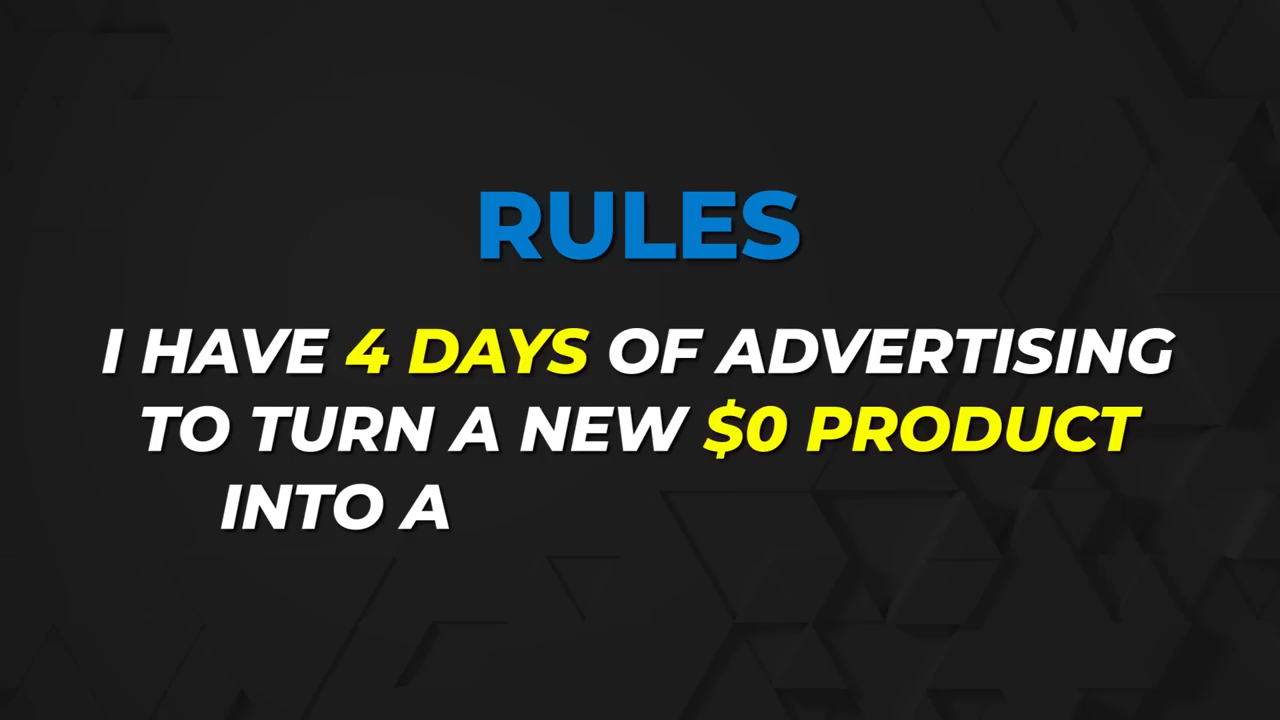 RULES
I HAVE 4 DAYS OF ADVERTISING
TO TURN A NEW $0 PRODUCT
INTO A